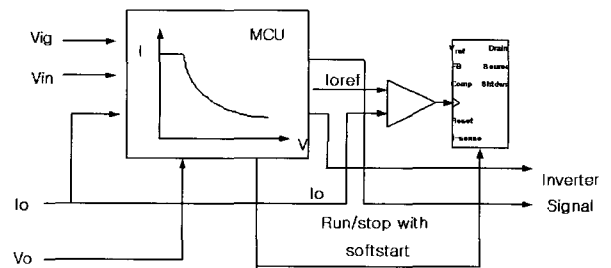 Vig
Vin
Io
Vo
MCU
I
V
Ioref
Io
Run/stop with
softstart
Vref
Drain
FB
Source
Comp
Shtdwn
Reset
Inverter
Signal